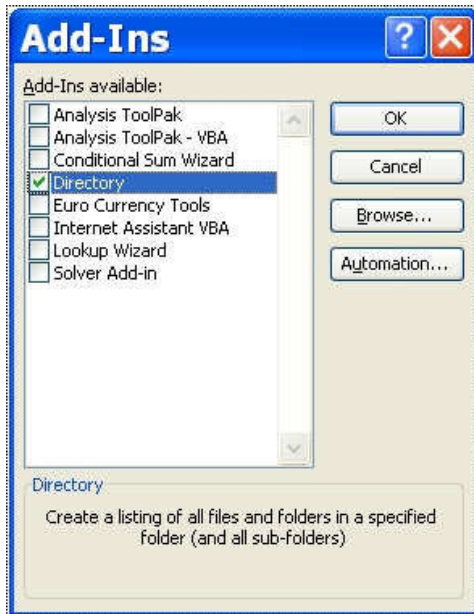 Add-Ins
Add-Ins available:
Analysis ToolPak
Analysis ToolPak - VBA
Conditional Sum Wizard
Directory
Euro Currency Tools
Internet Assistant VBA
Lookup Wizard
Solver Add-in
OK
Cancel
Browse...
Automation...
Directory
Create a listing of all files and folders in a specified
folder (and all sub-folders)